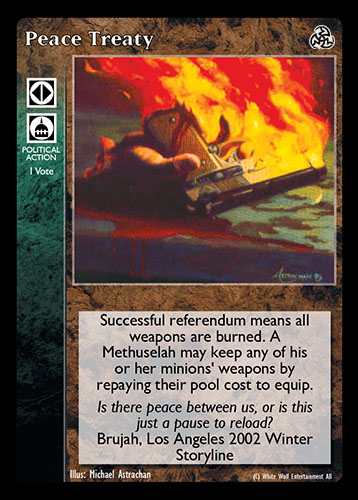 Peace Treaty
POLITICAL
ACTION
1 Vote
ASTRACHAN 95
Successful referendum means all
weapons are burned. A
Methuselah may keep any of his
or her minions' weapons by
repaying their pool cost to equip.
Is there peace between us, or is this
just a pause to reload?
Brujah, Los Angeles 2002 Winter
Storyline
Illus: Michael Astrachan
(C) White Wolf Entertainment AB